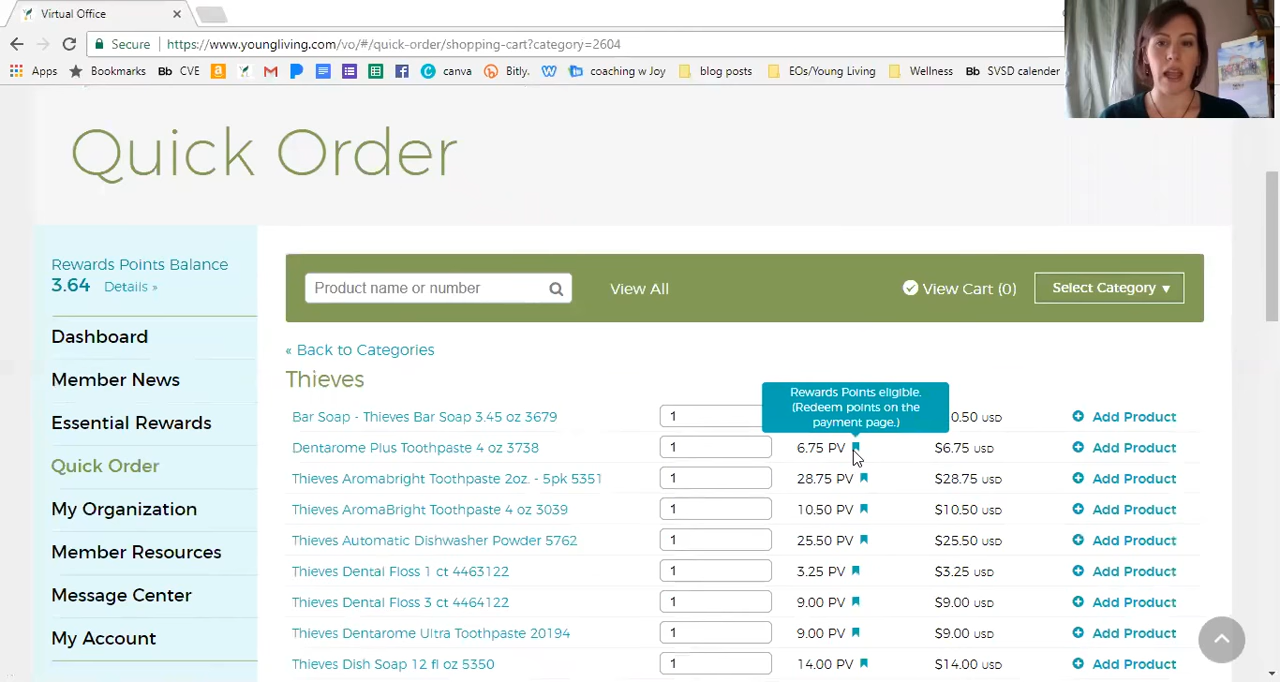 Virtual Office
Secure https://www.youngliving.com/vo/#/quick-order/shopping-cart?category=2604
Apps Bookmarks Bb CVE canva Bitly. coaching w Joy blog posts EOs/Young Living Wellness Bb SVSD calender
Quick Order
Rewards Points Balance
3.64 Details »
Dashboard
Member News
Essential Rewards
Quick Order
My Organization
Member Resources
Message Center
My Account
Product name or number View All View Cart (0) Select Category ▾
« Back to Categories
Thieves
Rewards Points eligible.
(Redeem points on the
payment page.)
Bar Soap - Thieves Bar Soap 3.45 oz 3679 1 0.50 USD Add Product
Dentarome Plus Toothpaste 4 oz 3738 1 6.75 PV $6.75 USD Add Product
Thieves Aromabright Toothpaste 2oz. - 5pk 5351 1 28.75 PV $28.75 USD Add Product
Thieves AromaBright Toothpaste 4 oz 3039 1 10.50 PV $10.50 USD Add Product
Thieves Automatic Dishwasher Powder 5762 1 25.50 PV $25.50 USD Add Product
Thieves Dental Floss 1 ct 4463122 1 3.25 PV $3.25 USD Add Product
Thieves Dental Floss 3 ct 4464122 1 9.00 PV $9.00 USD Add Product
Thieves Dentarome Ultra Toothpaste 20194 1 9.00 PV $9.00 USD Add Product
Thieves Dish Soap 12 fl oz 5350 1 14.00 PV $14.00 USD Add Product